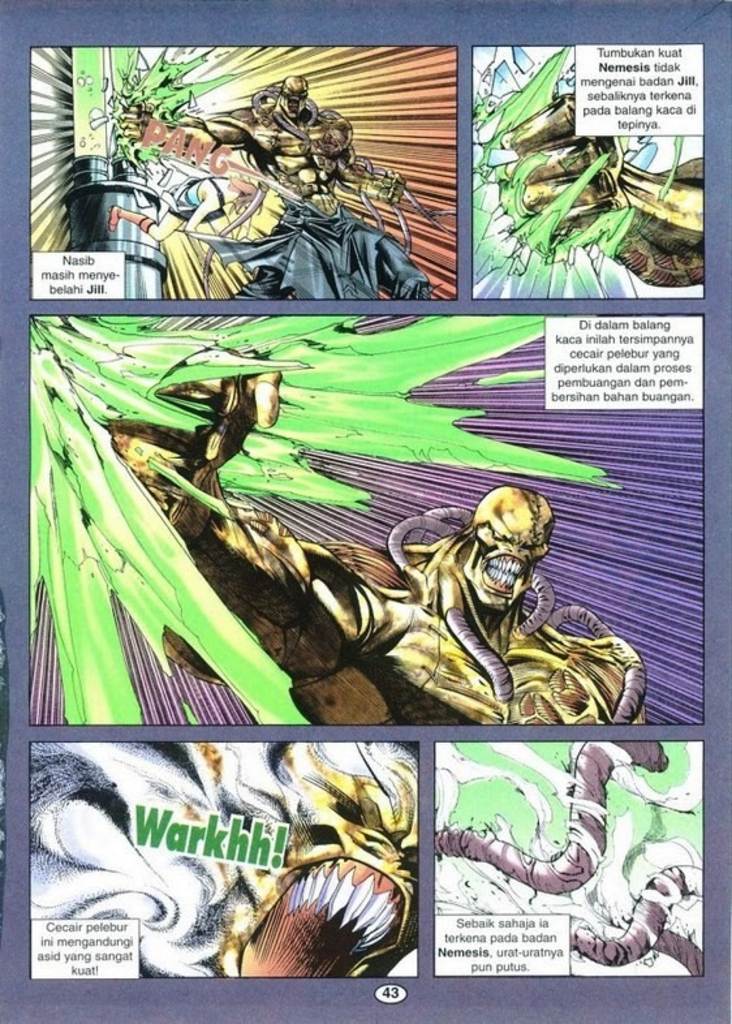 PANG
Nasib
masih menye-
belahi Jill.
Tumbukan kuat
Nemesis tidak
mengenai badan Jill,
sebaliknya terkena
pada balang kaca di
tepinya.
Di dalam balang
kaca inilah tersimpannya
cecair pelebur yang
diperlukan dalam proses
pembuangan dan pem-
bersihan bahan buangan.
Warkhh!
Cecair pelebur
ini mengandungi
asid yang sangat
kuat!
Sebaik sahaja ia
terkena pada badan
Nemesis, urat-uratnya
pun putus.
43